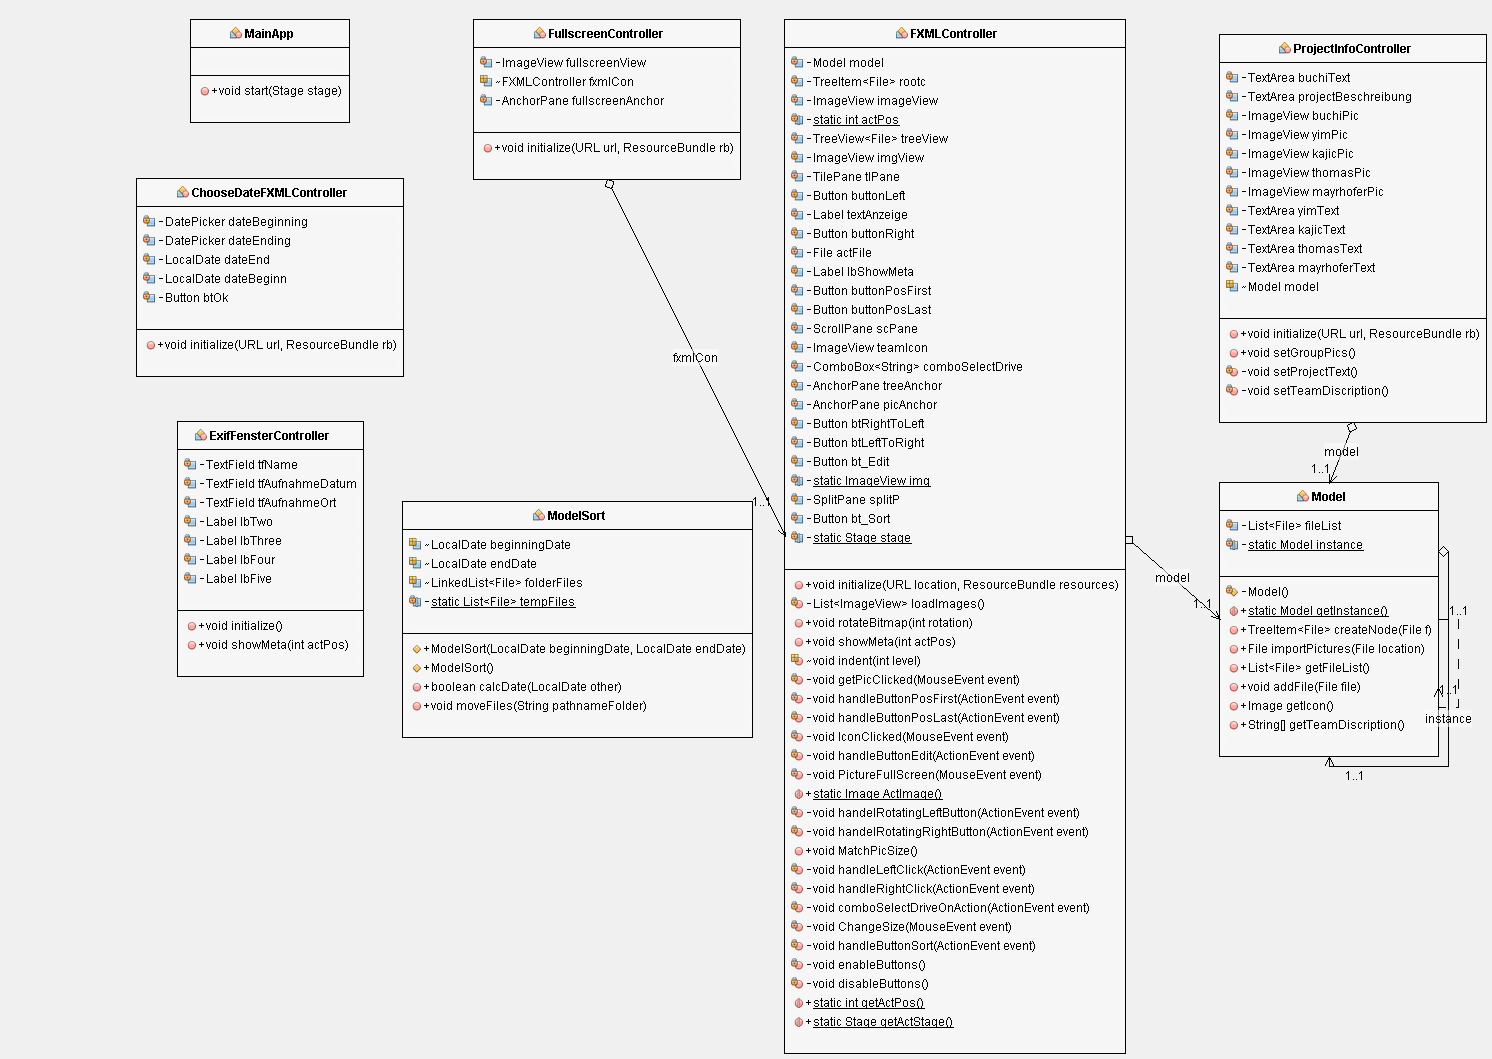 MainApp
+void start(Stage stage)
ChooseDateFXMLController
-DatePicker dateBeginning
-DatePicker dateEnding
-LocalDate dateEnd
-LocalDate dateBeginn
-Button btOk
+void initialize(URL url, ResourceBundle rb)
ExifFensterController
-TextField tfName
-TextField tfAufnahmeDatum
-TextField tfAufnahmeOrt
-Label lbTwo
-Label lbThree
-Label lbFour
-Label lbFive
+void initialize()
+void showMeta(int actPos)
FullscreenController
-ImageView fullscreenView
~FXMLController fxmlCon
-AnchorPane fullscreenAnchor
+void initialize(URL url, ResourceBundle rb)
fxmlCon
1..1
ModelSort
~LocalDate beginningDate
~LocalDate endDate
~LinkedList<File> folderFiles
-static List<File> tempFiles
+ModelSort(LocalDate beginningDate, LocalDate endDate)
+ModelSort()
+boolean calcDate(LocalDate other)
+void moveFiles(String pathnameFolder)
FXMLController
-Model model
-TreeItem<File> rootc
-ImageView imageView
-static int actPos
-TreeView<File> treeView
-ImageView imgView
-TilePane tlPane
-Button buttonLeft
-Label textAnzeige
-Button buttonRight
-File actFile
-Label lbShowMeta
-Button buttonPosFirst
-Button buttonPosLast
-ScrollPane scPane
-ImageView teamIcon
-ComboBox<String> comboSelectDrive
-AnchorPane treeAnchor
-AnchorPane picAnchor
-Button btRightToLeft
-Button btLeftToRight
-Button bt_Edit
-static ImageView img
-SplitPane splitP
-Button bt_Sort
-static Stage stage
+void initialize(URL location, ResourceBundle resources)
-List<ImageView> loadImages()
+void rotateBitmap(int rotation)
+void showMeta(int actPos)
~void indent(int level)
-void getPicClicked(MouseEvent event)
-void handleButtonPosFirst(ActionEvent event)
-void handleButtonPosLast(ActionEvent event)
-void IconClicked(MouseEvent event)
-void handleButtonEdit(ActionEvent event)
-void PictureFullScreen(MouseEvent event)
+static Image ActImage()
-void handelRotatingLeftButton(ActionEvent event)
-void handelRotatingRightButton(ActionEvent event)
+void MatchPicSize()
-void handleLeftClick(ActionEvent event)
-void handleRightClick(ActionEvent event)
-void comboSelectDriveOnAction(ActionEvent event)
-void ChangeSize(MouseEvent event)
-void handleButtonSort(ActionEvent event)
-void enableButtons()
-void disableButtons()
+static int getActPos()
+static Stage getActStage()
model
1..1
ProjectInfoController
-TextArea buchiText
-TextArea projectBeschreibung
-ImageView buchiPic
-ImageView yimPic
-ImageView kajicPic
-ImageView thomasPic
-ImageView mayrhoferPic
-TextArea yimText
-TextArea kajicText
-TextArea thomasText
-TextArea mayrhoferText
~Model model
+void initialize(URL url, ResourceBundle rb)
+void setGroupPics()
-void setProjectText()
-void setTeamDiscription()
model
1..1
Model
-List<File> fileList
-static Model instance
-Model()
+static Model getInstance()
+TreeItem<File> createNode(File f)
+File importPictures(File location)
+List<File> getFileList()
+void addFile(File file)
+Image getIcon()
+String[] getTeamDiscription()
1..1
1..1
instance
1..1